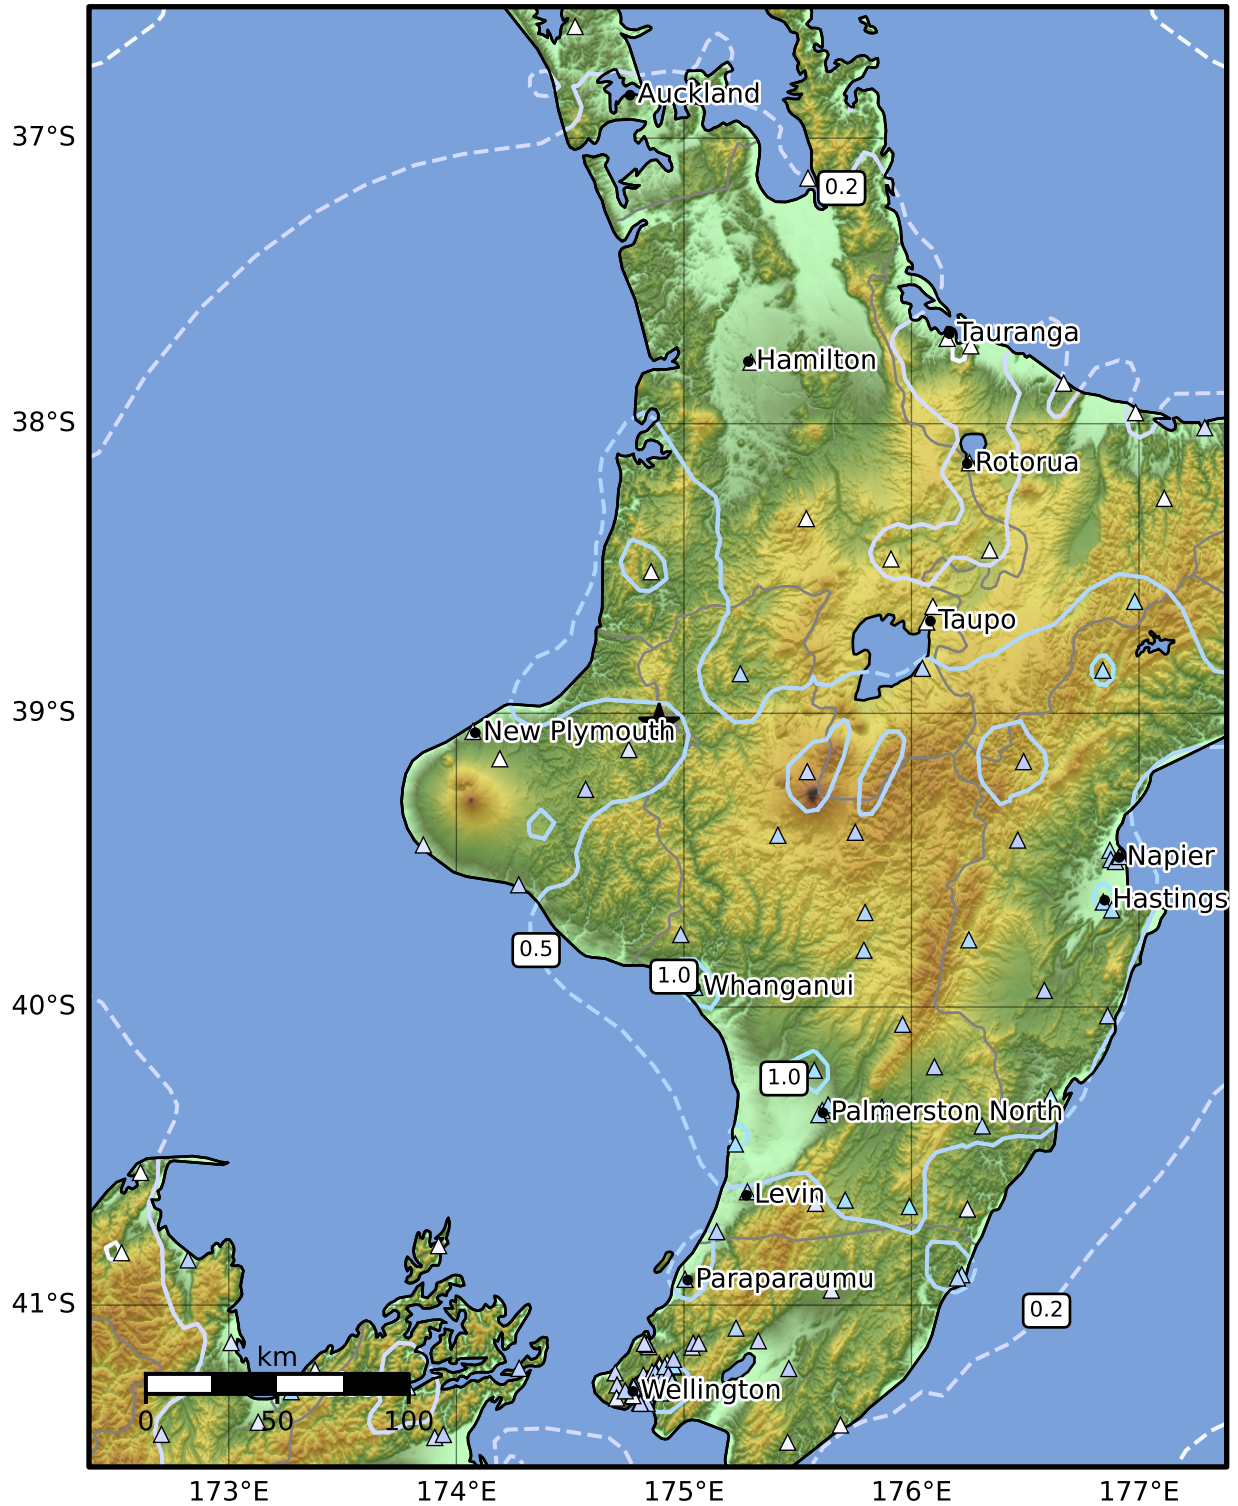 Auckland
37°S
0.2
Tauranga
Hamilton
38°S
Rotorua
Taupo
39°S
New Plymouth
Napier
Hastings
0.5
1.0
Whanganui
40°S
1.0
Palmerston North
Levin
Paraparaumu
41°S
0.2
km
Wellington
0 50 100
173°E 174°E 175°E 176°E 177°E